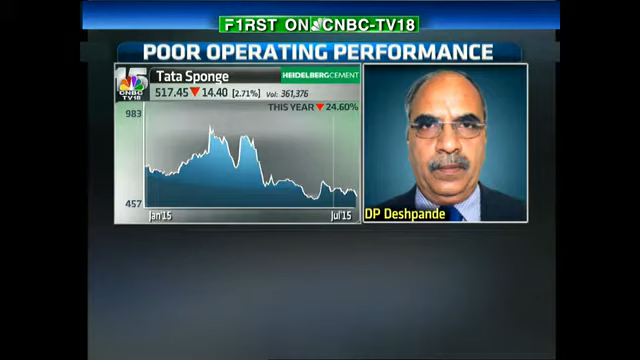 F1RST ON CNBC-TV18
POOR OPERATING PERFORMANCE
15 CNBC TV18
Tata Sponge
HEIDELBERGCEMENT
517.45 ▼ 14.40 [2.71%] Vol: 361,376
THIS YEAR ▼ 24.60%
983
457
Jan'15
Jul'15
DP Deshpande